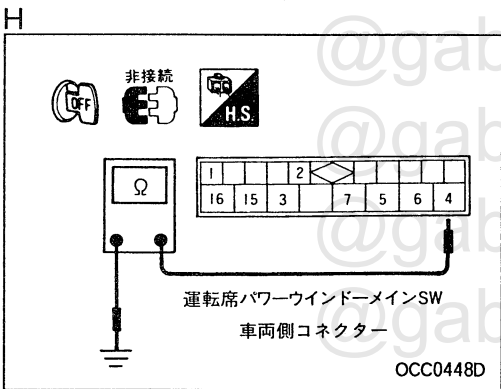 H
@gab
OFF
非接続
H.S.
@gab
Ω
1 2
16 15 3 7 5 6 4
@gab
運転席パワーウインドーメインSW
車両側コネクター
@gab
OCC0448D